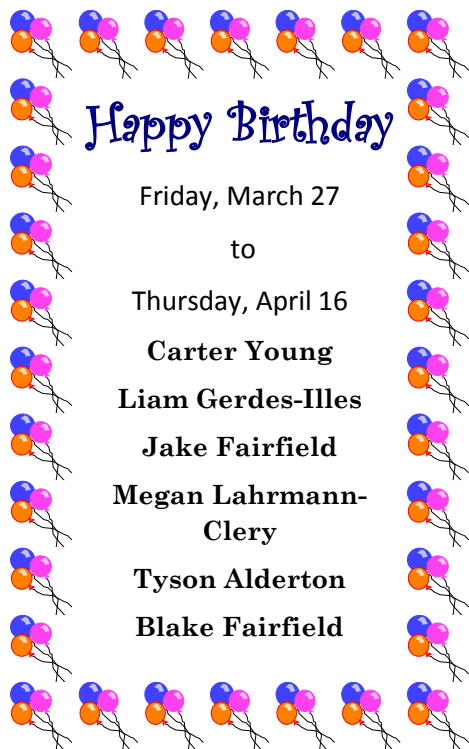 Happy Birthday
Friday, March 27
to
Thursday, April 16
Carter Young
Liam Gerdes-Illes
Jake Fairfield
Megan Lahrmann-
Clery
Tyson Alderton
Blake Fairfield